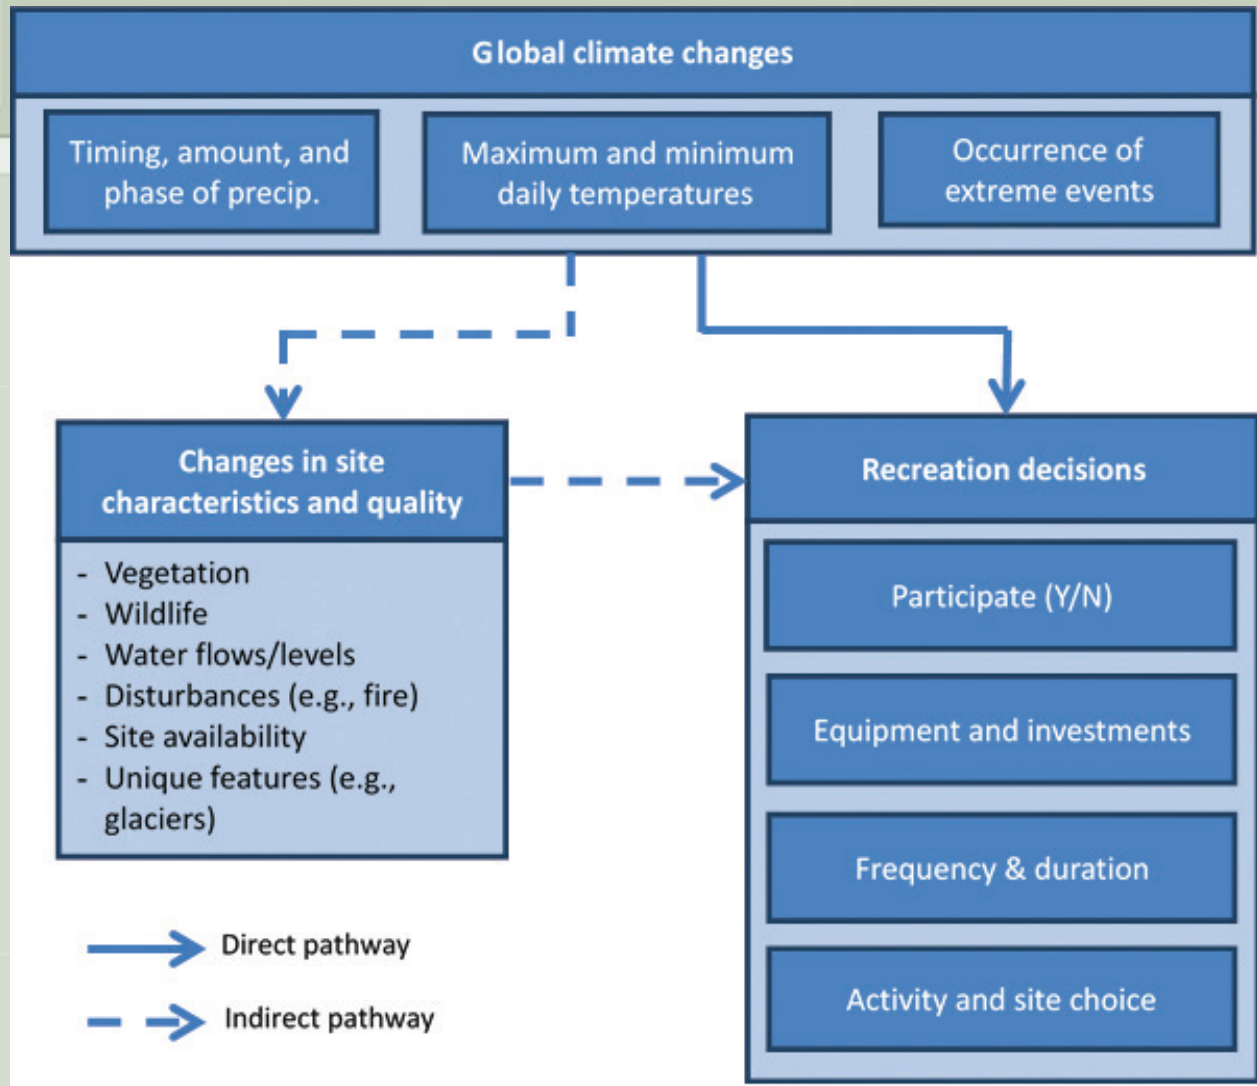 Global climate changes
Timing, amount, and
phase of precip.
Maximum and minimum
daily temperatures
Occurrence of
extreme events
Changes in site
characteristics and quality
- Vegetation
- Wildlife
- Water flows/levels
- Disturbances (e.g., fire)
- Site availability
- Unique features (e.g.,
glaciers)
Recreation decisions
Participate (Y/N)
Equipment and investments
Frequency & duration
Activity and site choice
Direct pathway
Indirect pathway